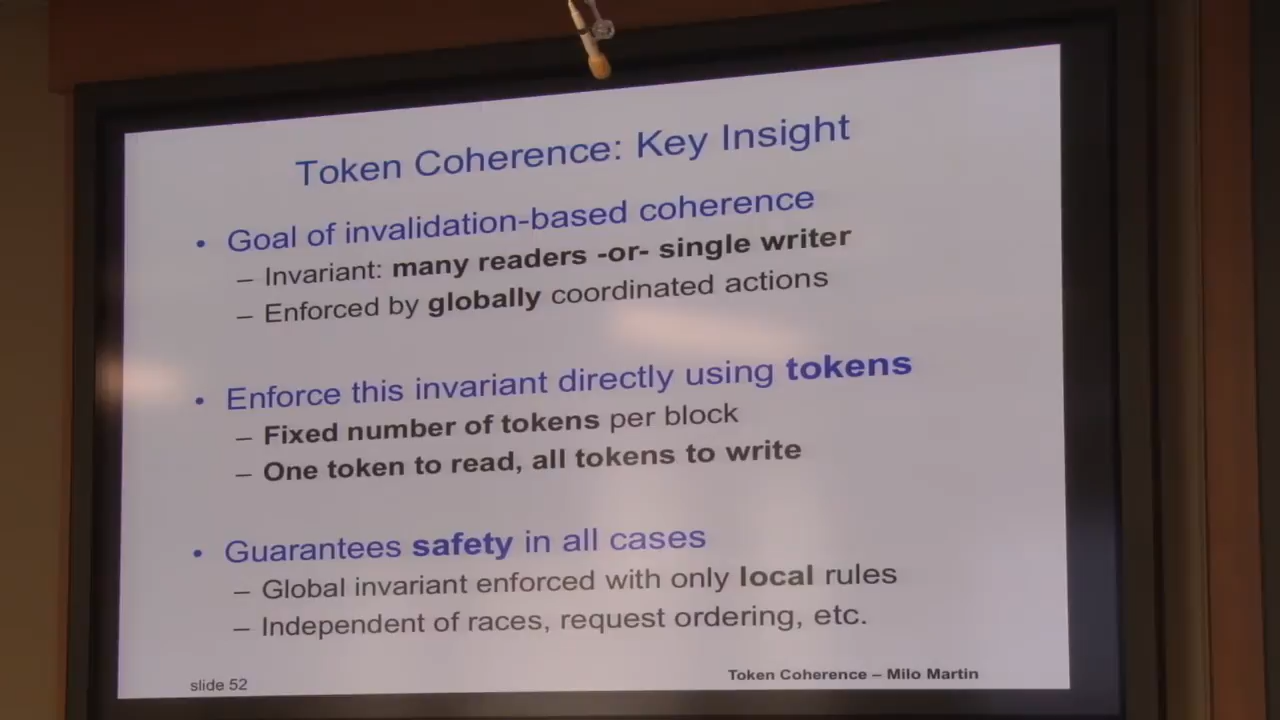 Token Coherence: Key Insight
• Goal of invalidation-based coherence
– Invariant: many readers -or- single writer
– Enforced by globally coordinated actions
• Enforce this invariant directly using tokens
– Fixed number of tokens per block
– One token to read, all tokens to write
• Guarantees safety in all cases
– Global invariant enforced with only local rules
– Independent of races, request ordering, etc.
slide 52
Token Coherence – Milo Martin